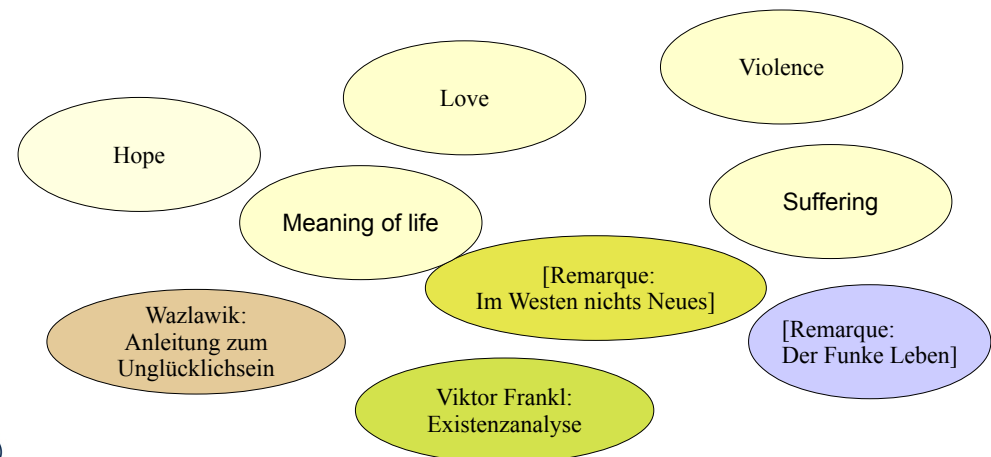 Violence
Love
Hope
Suffering
Meaning of life
[Remarque:
Im Westen nichts Neues]
Wazlawik:
Anleitung zum
Unglücklichsein
[Remarque:
Der Funke Leben]
Viktor Frankl:
Existenzanalyse